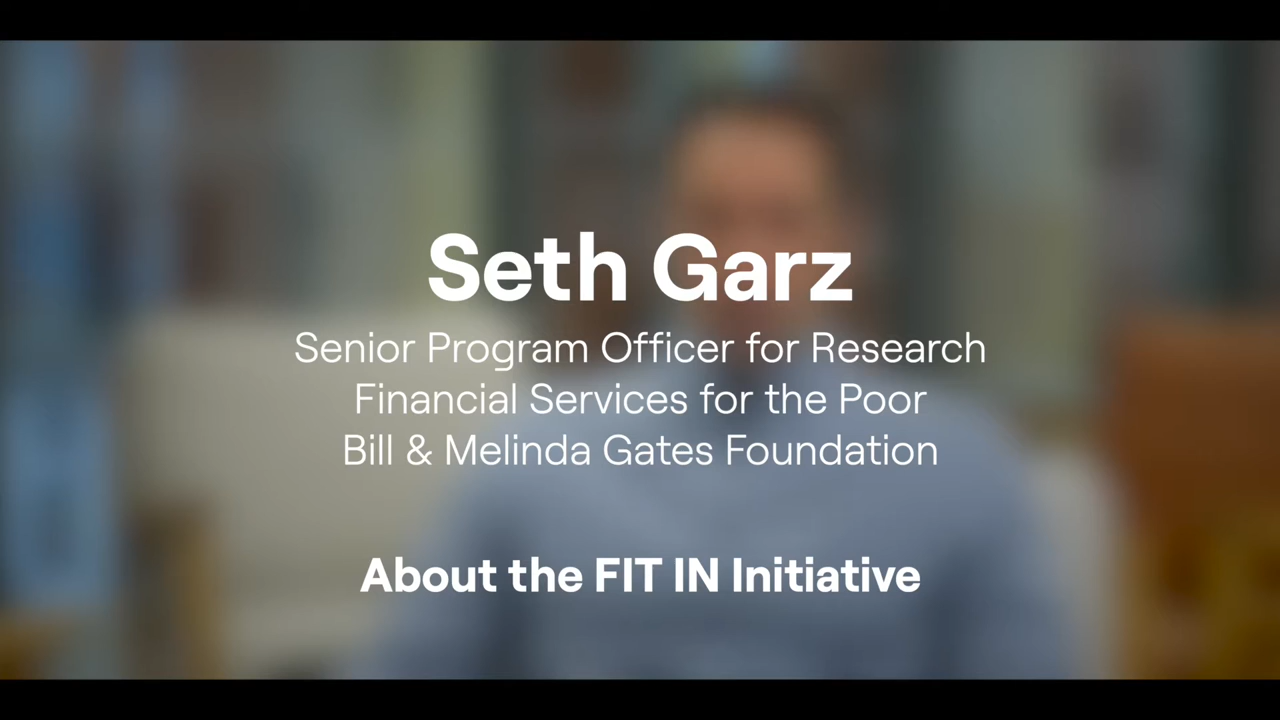 Seth Garz
Senior Program Officer for Research
Financial Services for the Poor
Bill & Melinda Gates Foundation
About the FIT IN Initiative